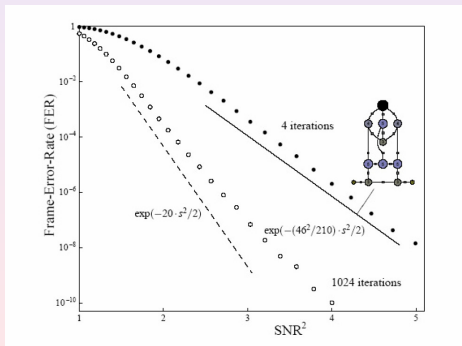 Frame-Error-Rate (FER)
1
10⁻²
10⁻⁴
10⁻⁶
10⁻⁸
10⁻¹⁰
4 iterations
exp(−20 · s²/2)
exp(−(46²/210) · s²/2)
1024 iterations
1
2
3
4
5
SNR²